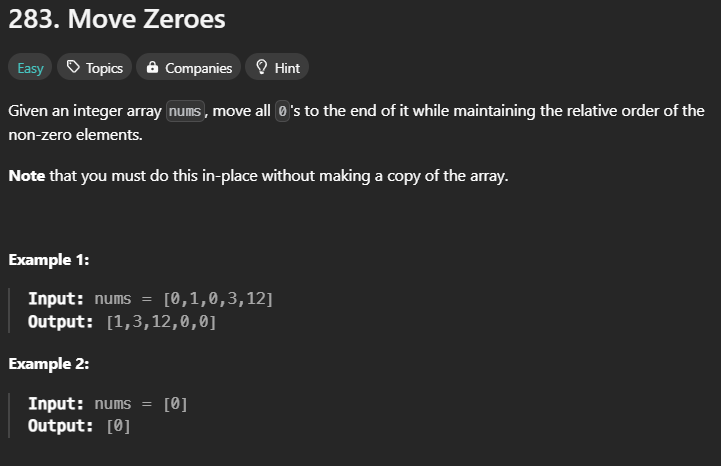 283. Move Zeroes
Easy Topics Companies Hint
Given an integer array nums, move all 0's to the end of it while maintaining the relative order of the
non-zero elements.
Note that you must do this in-place without making a copy of the array.
Example 1:
Input: nums = [0,1,0,3,12]
Output: [1,3,12,0,0]
Example 2:
Input: nums = [0]
Output: [0]